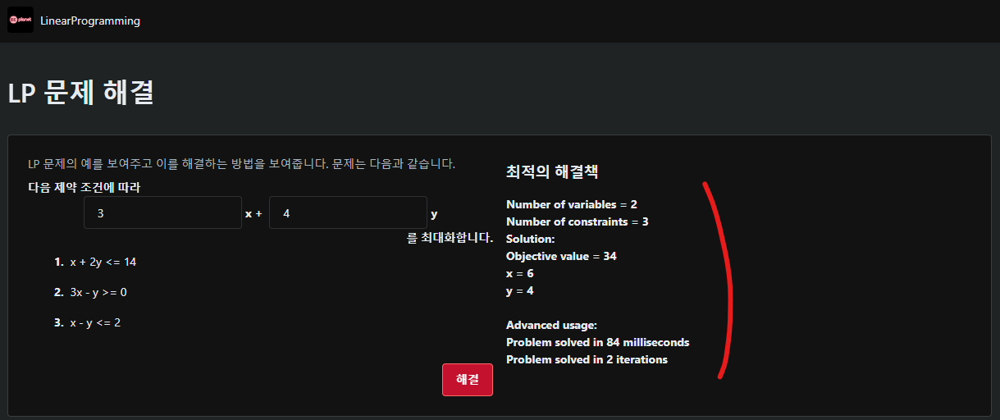 planet LinearProgramming
LP 문제 해결
LP 문제의 예를 보여주고 이를 해결하는 방법을 보여줍니다. 문제는 다음과 같습니다.
다음 제약 조건에 따라
3 x + 4 y
를 최대화합니다.
1. x + 2y <= 14
2. 3x - y >= 0
3. x - y <= 2
해결
최적의 해결책
Number of variables = 2
Number of constraints = 3
Solution:
Objective value = 34
x = 6
y = 4
Advanced usage:
Problem solved in 84 milliseconds
Problem solved in 2 iterations